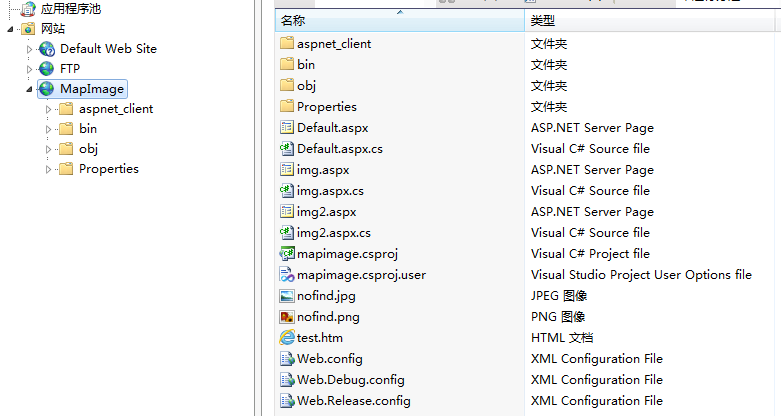 应用程序池
网站
Default Web Site
FTP
MapImage
aspnet_client
bin
obj
Properties
名称 类型
aspnet_client 文件夹
bin 文件夹
obj 文件夹
Properties 文件夹
Default.aspx ASP.NET Server Page
Default.aspx.cs Visual C# Source file
img.aspx ASP.NET Server Page
img.aspx.cs Visual C# Source file
img2.aspx ASP.NET Server Page
img2.aspx.cs Visual C# Source file
mapimage.csproj Visual C# Project file
mapimage.csproj.user Visual Studio Project User Options file
nofind.jpg JPEG 图像
nofind.png PNG 图像
test.htm HTML 文档
Web.config XML Configuration File
Web.Debug.config XML Configuration File
Web.Release.config XML Configuration File